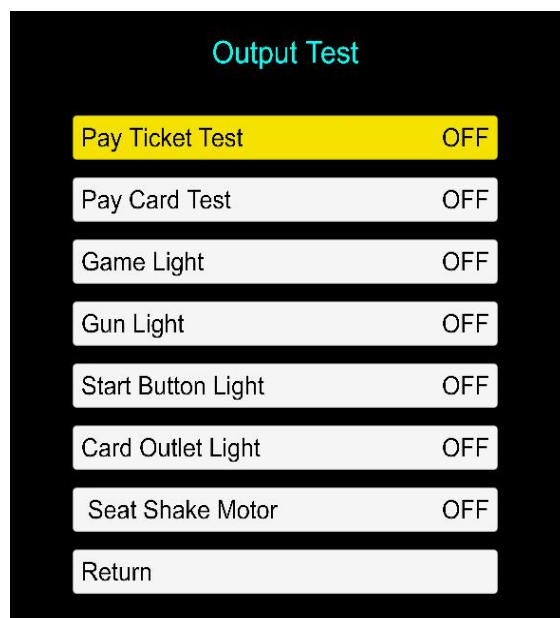 Output Test
Pay Ticket Test OFF
Pay Card Test OFF
Game Light OFF
Gun Light OFF
Start Button Light OFF
Card Outlet Light OFF
Seat Shake Motor OFF
Return